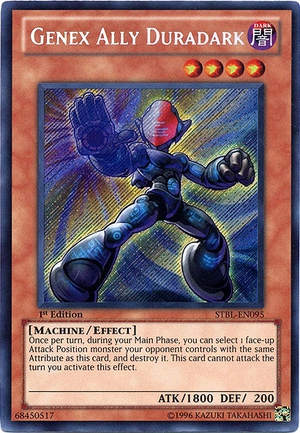 GENEX ALLY DURADARK
DARK
闇
1st Edition
STBL-EN095
[MACHINE/EFFECT]
Once per turn, during your Main Phase, you can select 1 face-up
Attack Position monster your opponent controls with the same
Attribute as this card, and destroy it. This card cannot attack the
turn you activate this effect.
ATK/1800 DEF/ 200
68450517
©1996 KAZUKI TAKAHASHI